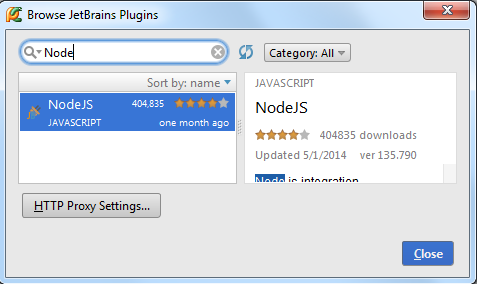 Browse JetBrains Plugins
Node
Category: All
Sort by: name
NodeJS 404,835
JAVASCRIPT one month ago
JAVASCRIPT
NodeJS
404835 downloads
Updated 5/1/2014 ver 135.790
Node is integration
HTTP Proxy Settings...
Close